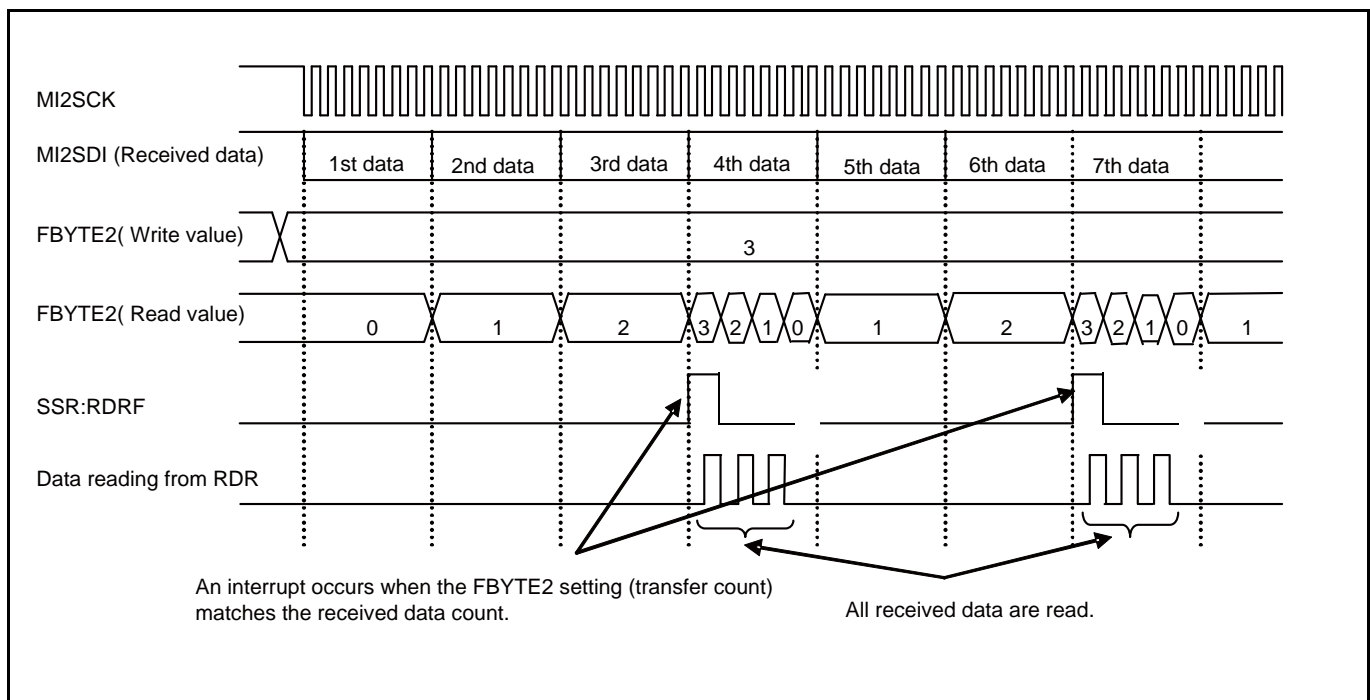 MI2SCK
MI2SDI (Received data)
1st data 2nd data 3rd data 4th data 5th data 6th data 7th data
FBYTE2( Write value)
3
FBYTE2( Read value)
0 1 2 3 2 1 0 1 2 3 2 1 0 1
SSR:RDRF
Data reading from RDR
An interrupt occurs when the FBYTE2 setting (transfer count)
matches the received data count.
All received data are read.